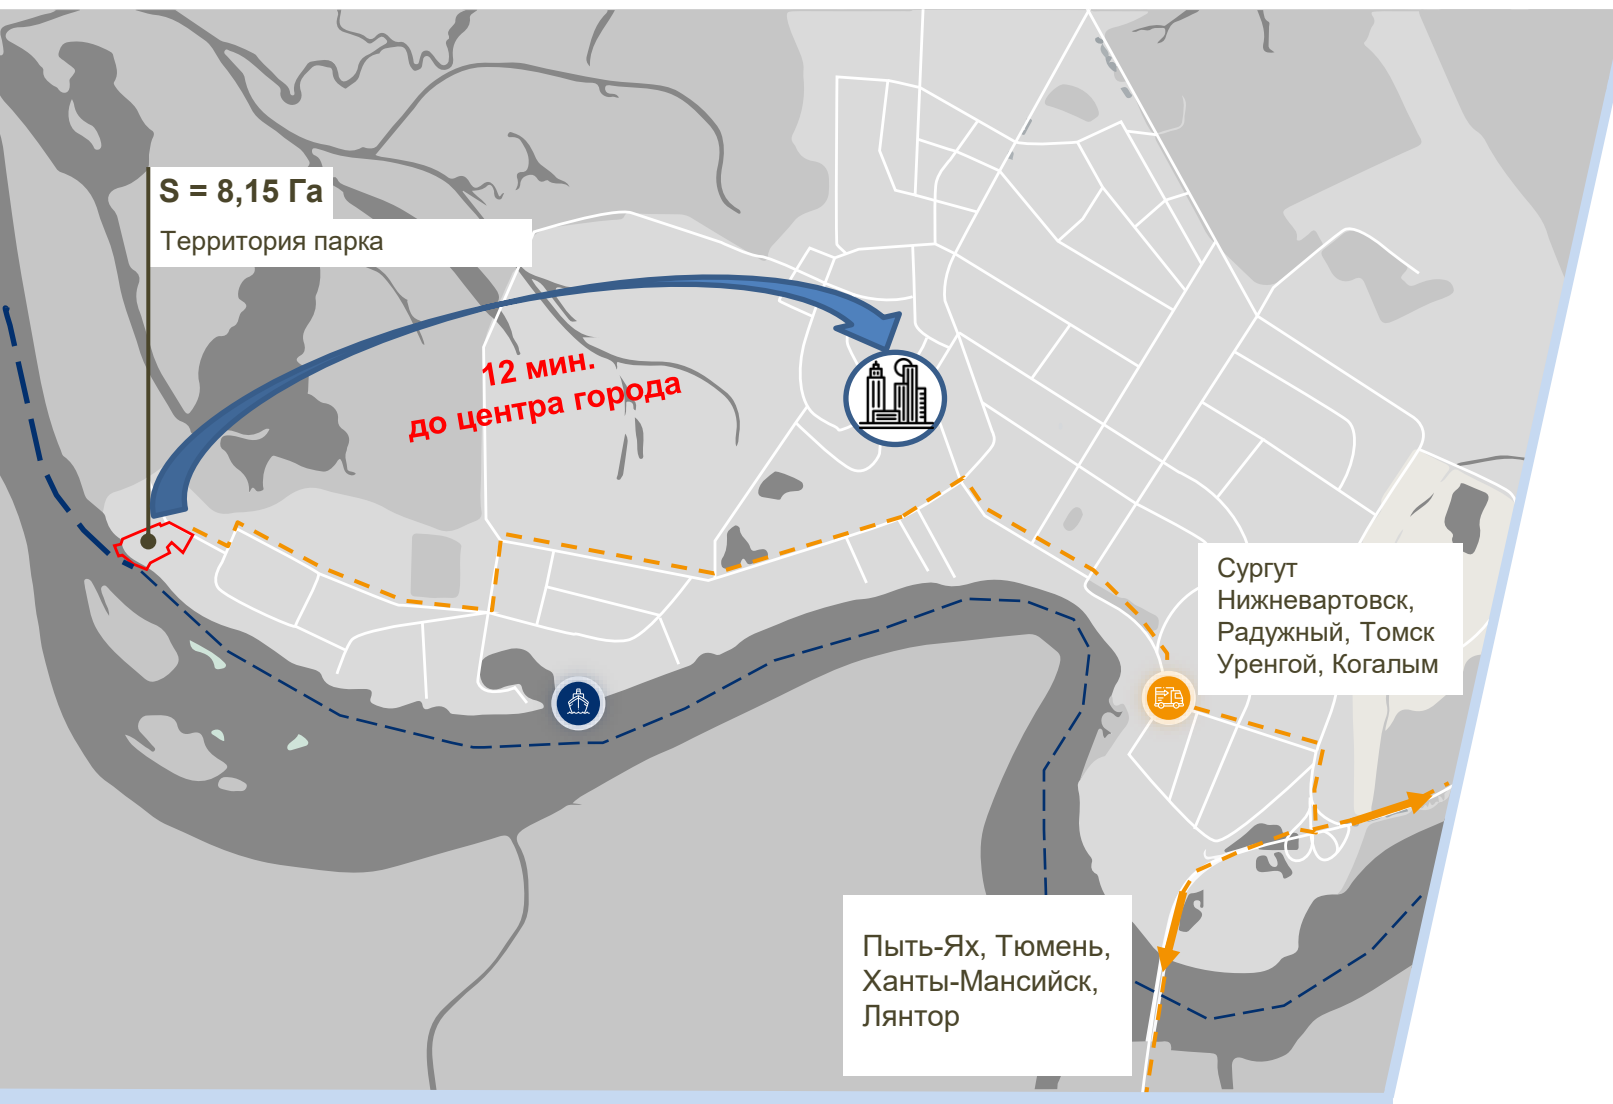 S = 8,15 Га
Территория парка
12 мин.
до центра города
Сургут
Нижневартовск,
Радужный, Томск
Уренгой, Когалым
Пыть-Ях, Тюмень,
Ханты-Мансийск,
Лянтор